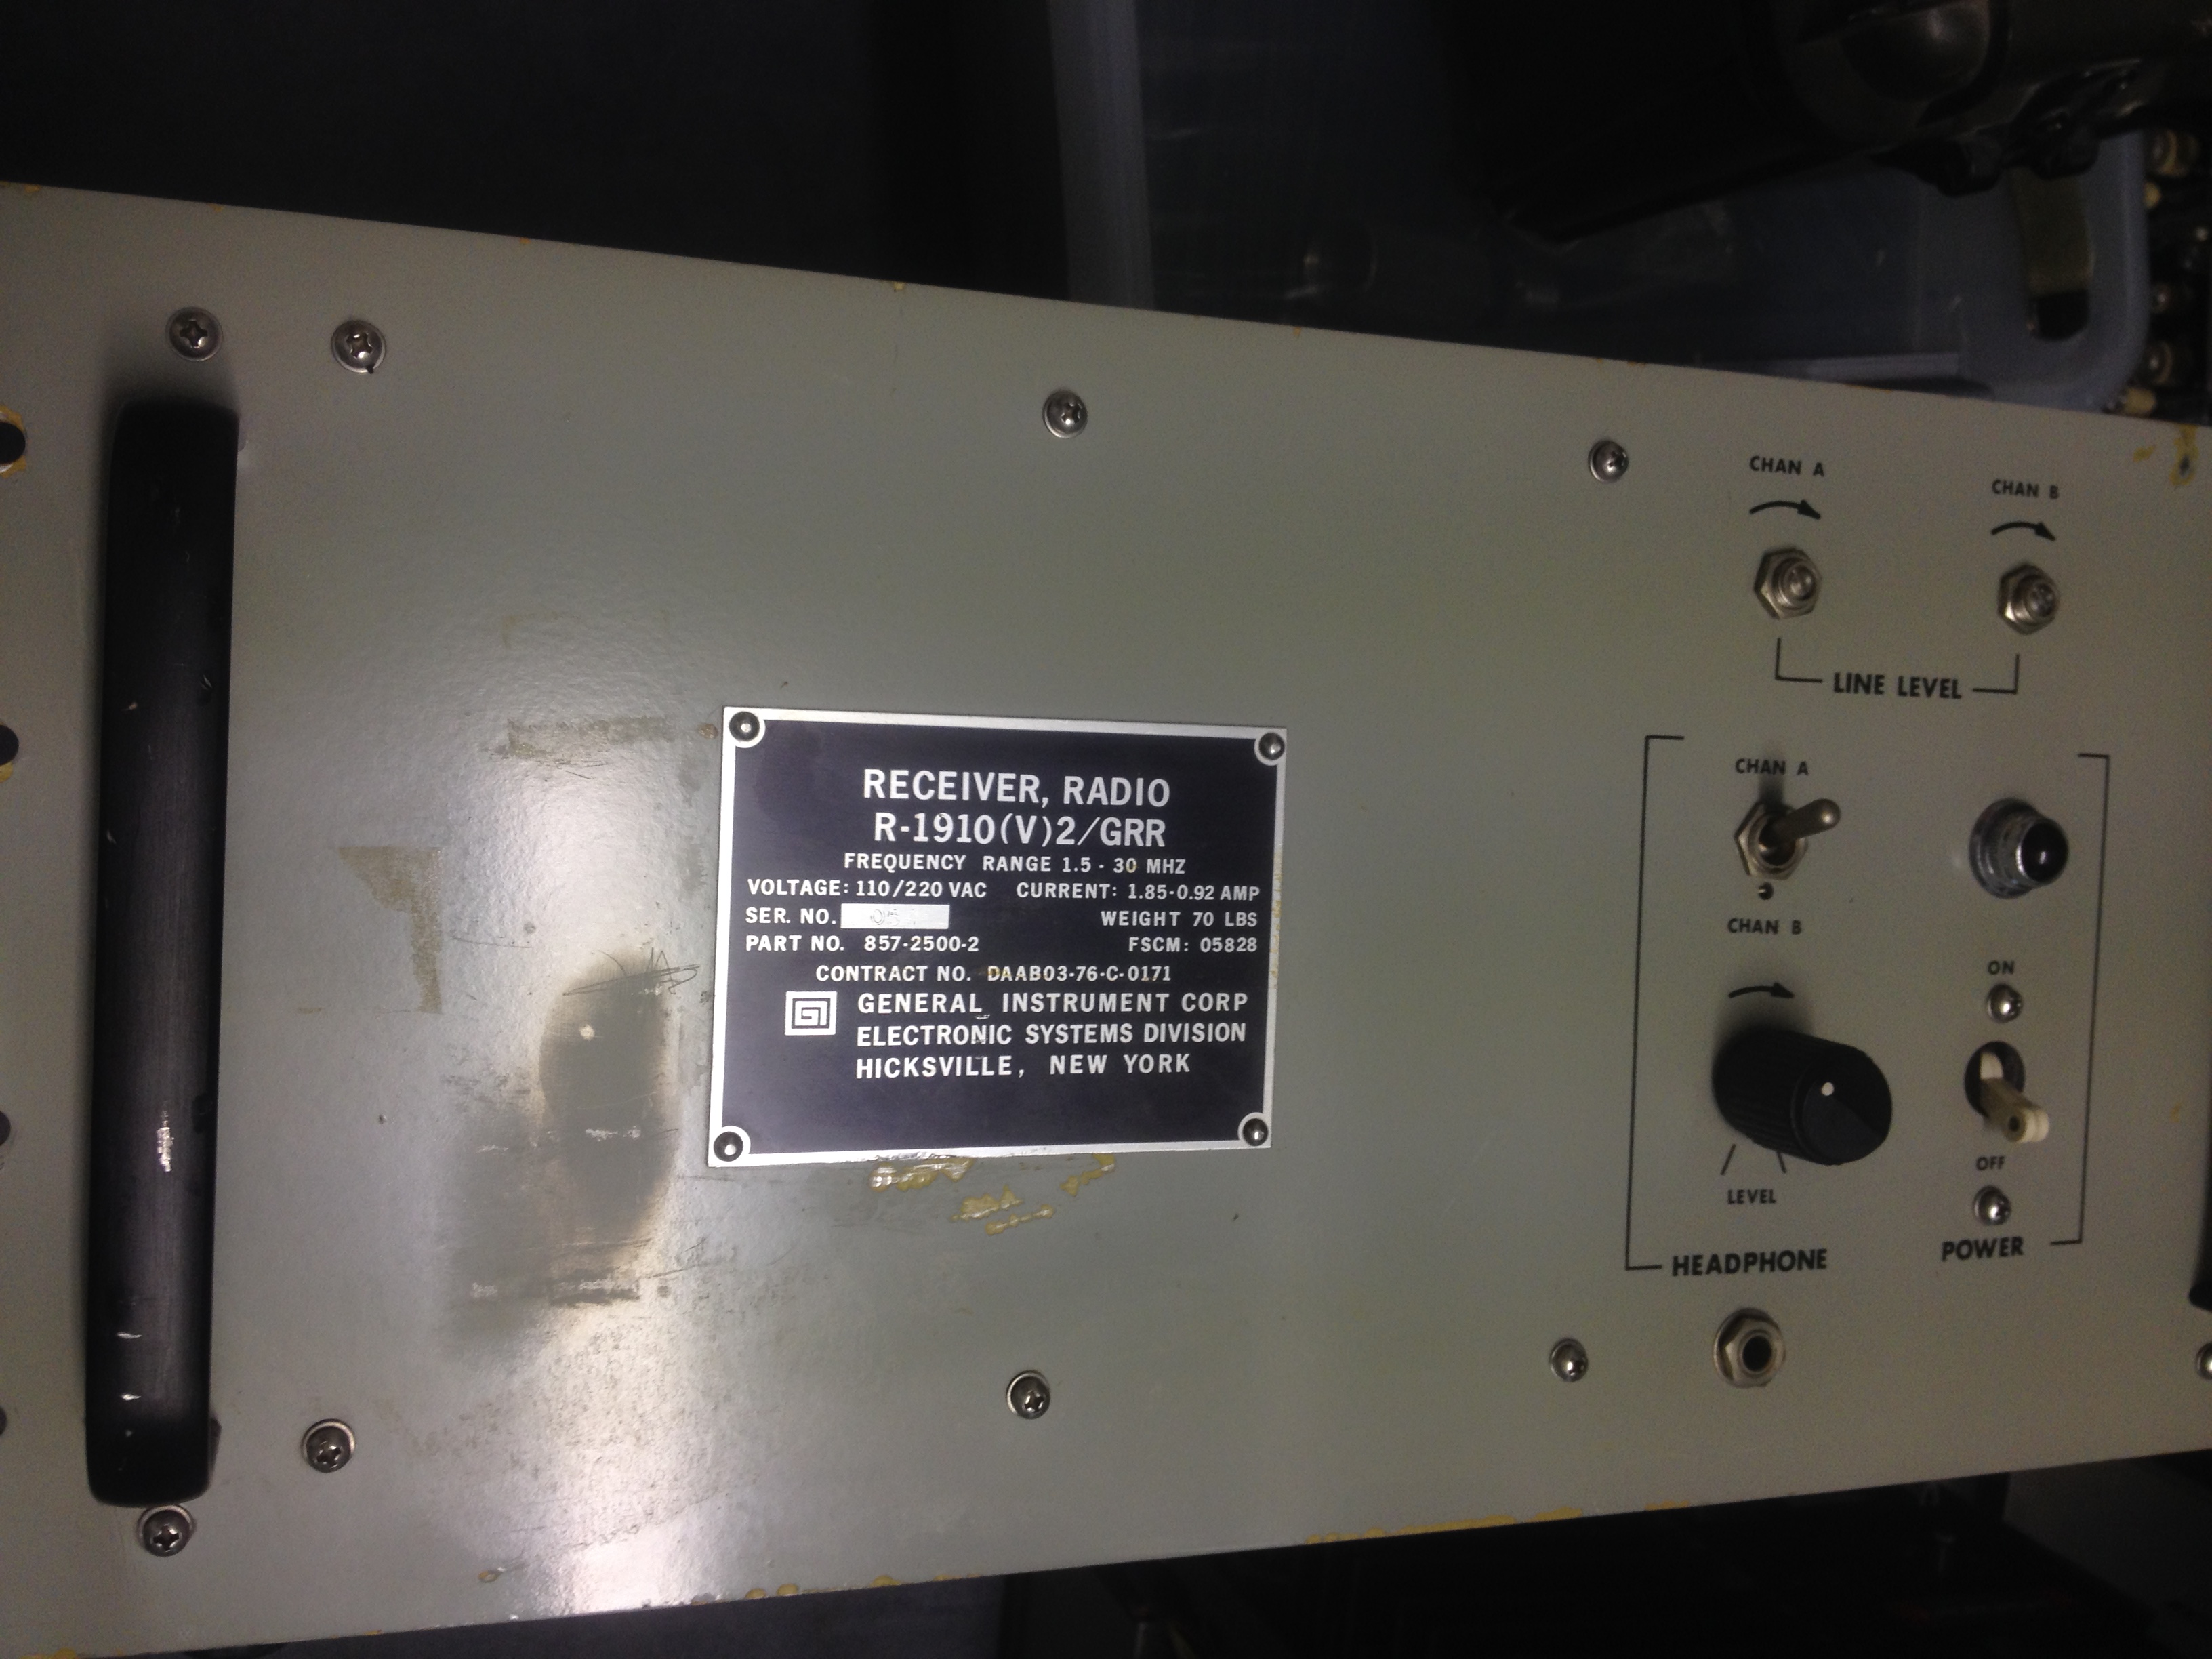 CHAN A
CHAN B
LINE LEVEL
RECEIVER, RADIO
R-1910(V)2/GRR
FREQUENCY RANGE 1.5 - 30 MHZ
VOLTAGE: 110/220 VAC CURRENT: 1.85-0.92 AMP
SER. NO. WEIGHT 70 LBS
PART NO. 857-2500-2 FSCM: 05828
CONTRACT NO. DAAB03-76-C-0171
GI GENERAL INSTRUMENT CORP
ELECTRONIC SYSTEMS DIVISION
HICKSVILLE, NEW YORK
CHAN A
CHAN B
LEVEL
HEADPHONE
ON
OFF
POWER